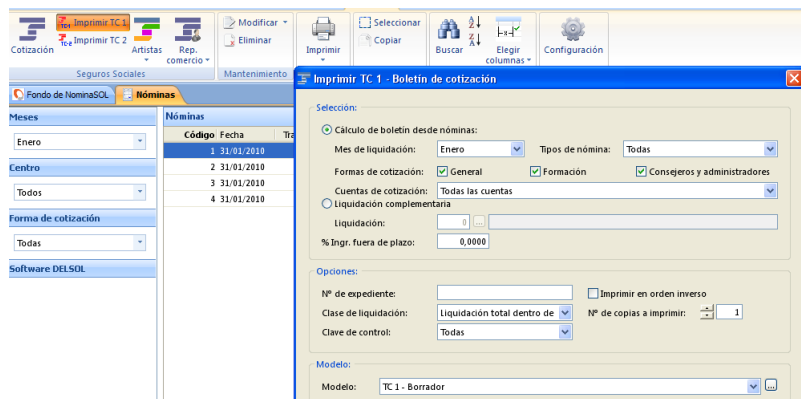 Imprimir TC 1
Modificar
Seleccionar
Imprimir TC 2
Eliminar
Copiar
Cotización
Artistas
Rep. comercio
Imprimir
Buscar
Elegir columnas
Configuración
Seguros Sociales
Mantenimiento
Imprimir TC 1 - Boletín de cotización
Fondo de NominaSOL
Nóminas
Meses
Enero
Centro
Todos
Forma de cotización
Todas
Software DELSOL
Nóminas
Código Fecha
1 31/01/2010
2 31/01/2010
3 31/01/2010
4 31/01/2010
Selección:
Cálculo de boletín desde nóminas:
Mes de liquidación: Enero Tipos de nómina: Todas
Formas de cotización: General Formación Consejeros y administradores
Cuentas de cotización: Todas las cuentas
Liquidación complementaria
Liquidación: 0 ...
% Ingr. fuera de plazo: 0,0000
Opciones:
Nº de expediente: Imprimir en orden inverso
Clase de liquidación: Liquidación total dentro de Nº de copias a imprimir: 1
Clave de control: Todas
Modelo:
Modelo: TC 1 - Borrador ...